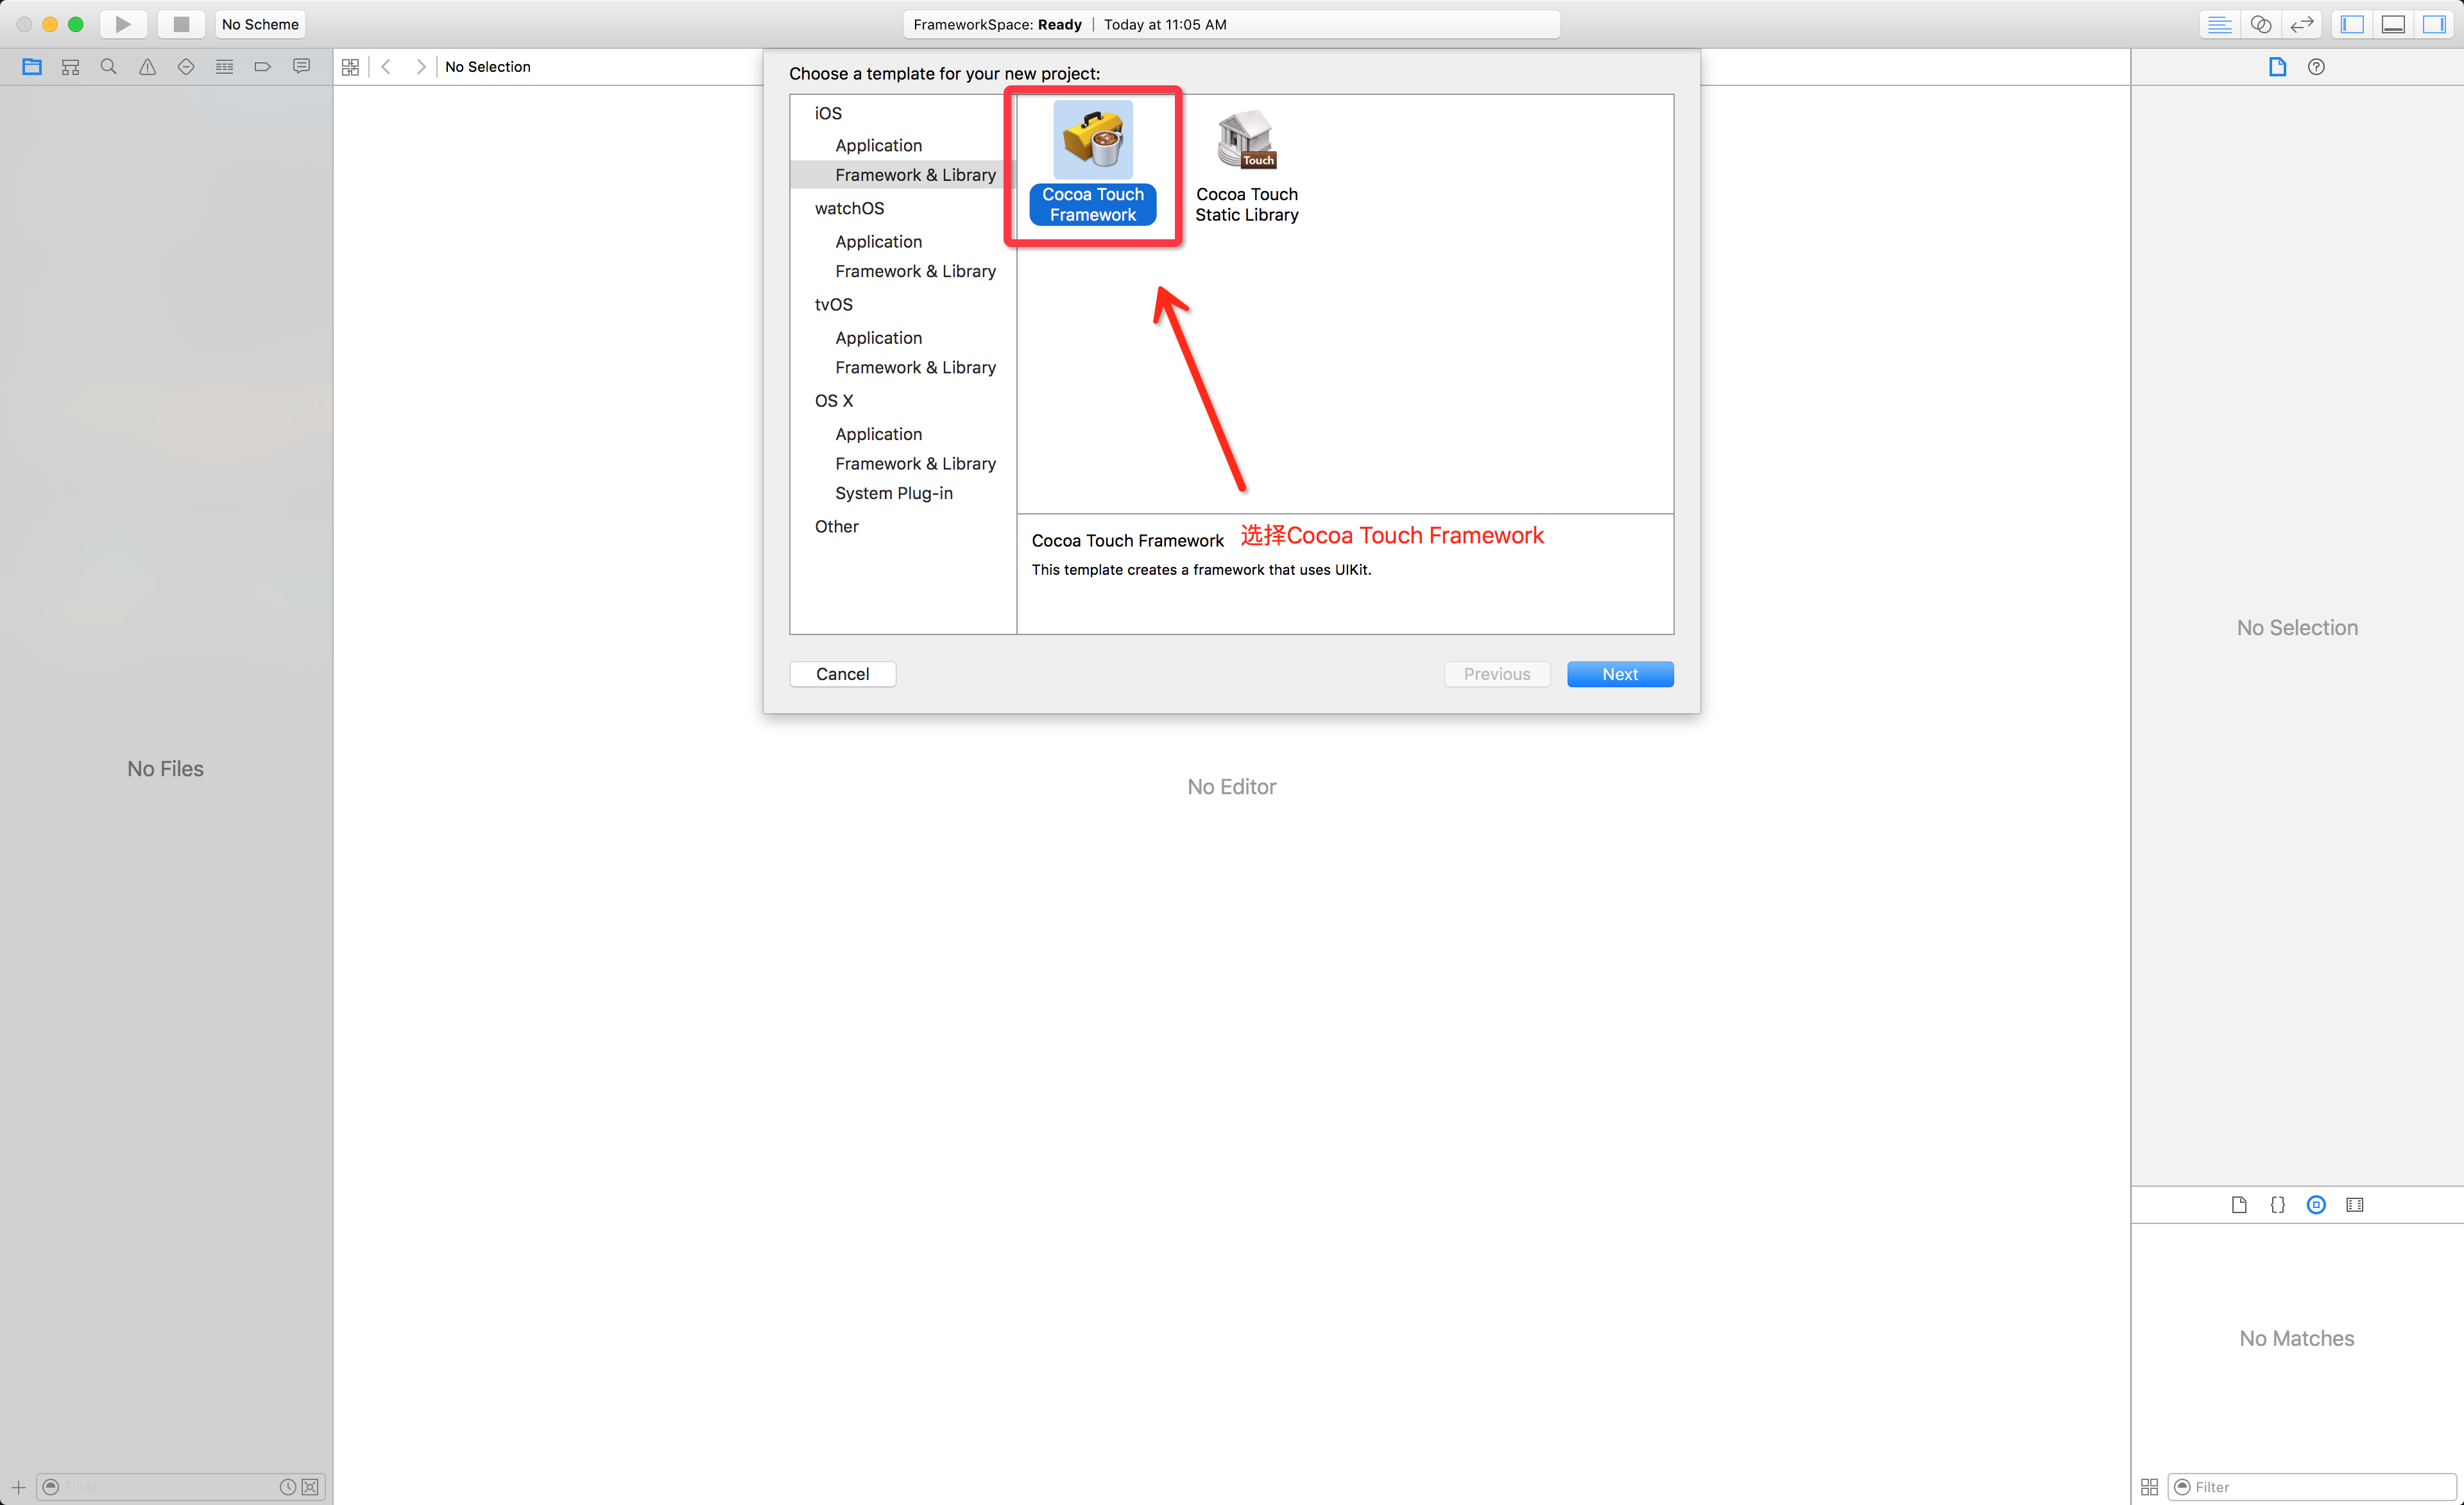 No Scheme
FrameworkSpace: Ready | Today at 11:05 AM
No Selection
Choose a template for your new project:
iOS
Application
Framework & Library
watchOS
Application
Framework & Library
tvOS
Application
Framework & Library
OS X
Application
Framework & Library
System Plug-in
Other
Cocoa Touch
Framework
Touch
Cocoa Touch
Static Library
Cocoa Touch Framework
选择Cocoa Touch Framework
This template creates a framework that uses UIKit.
Cancel
Previous
Next
No Files
No Editor
No Selection
No Matches
Filter
Filter